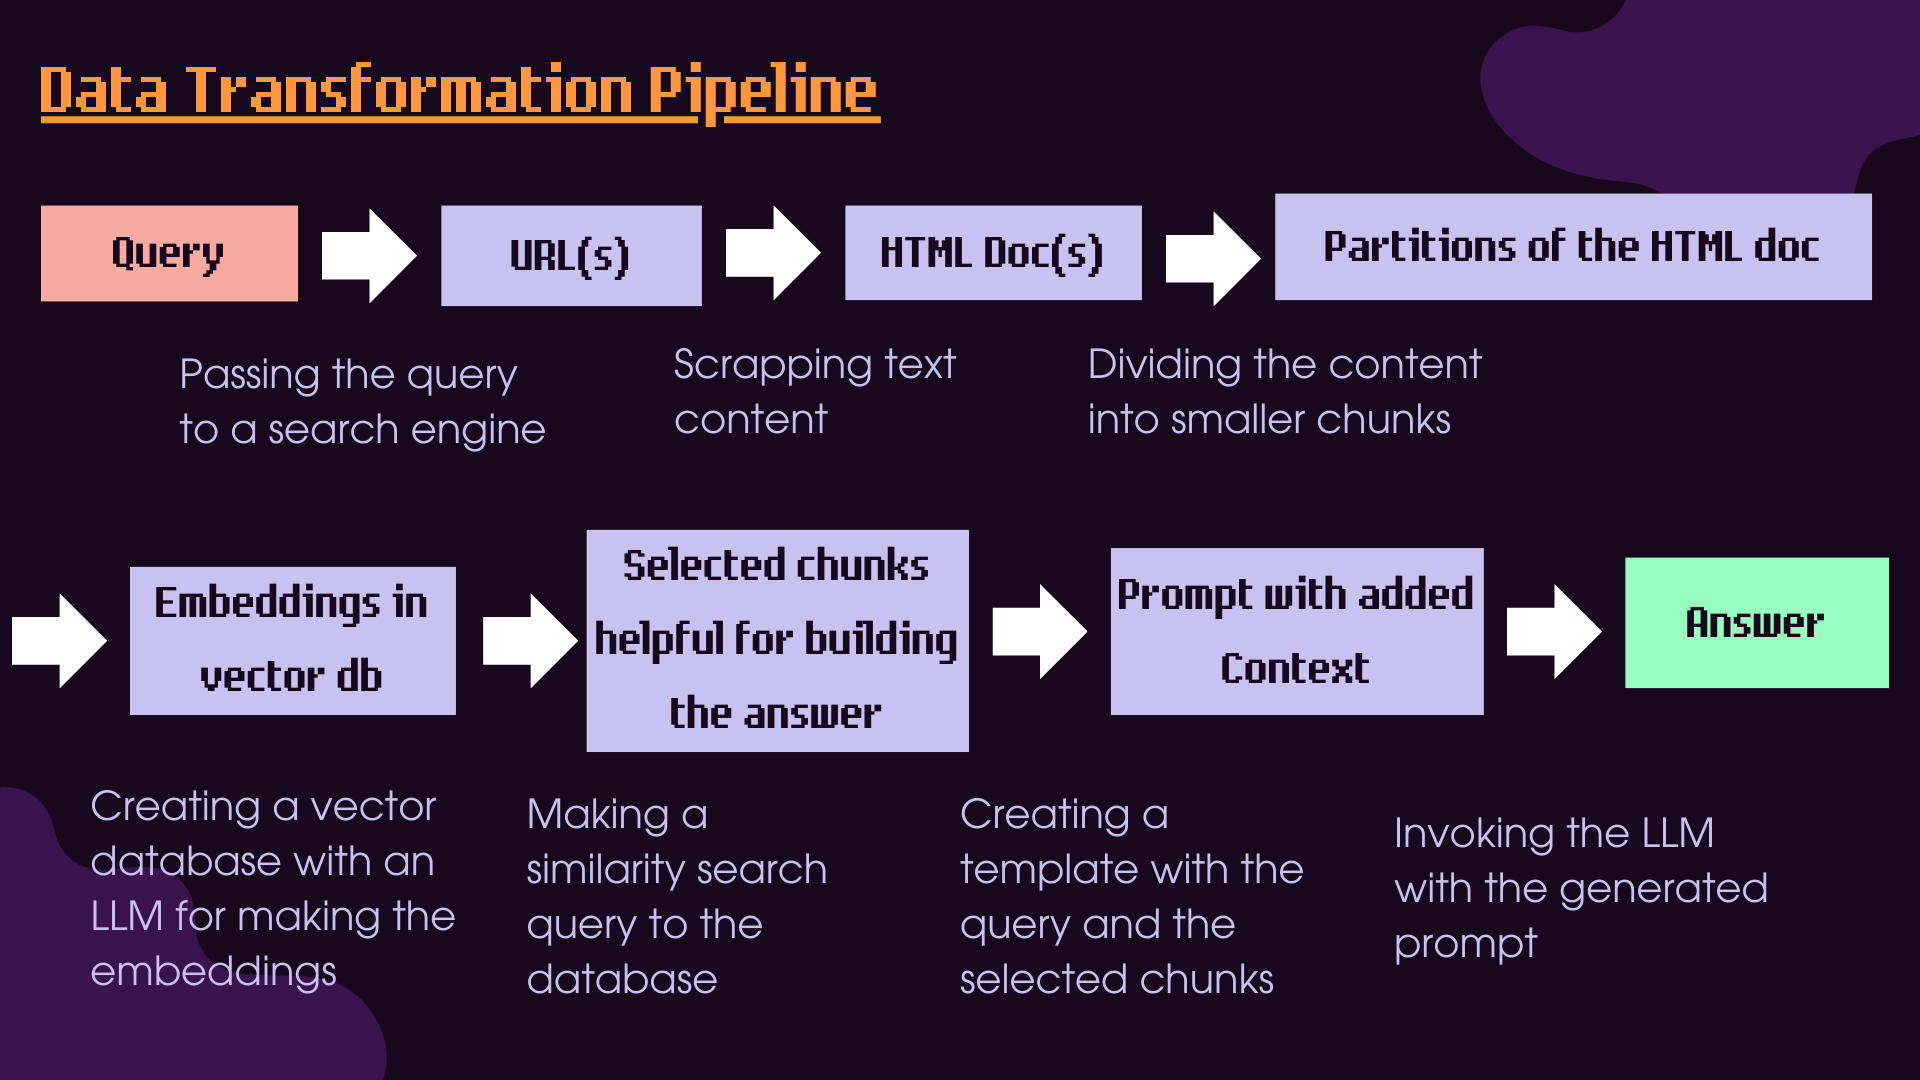 Data Transformation Pipeline
Query
URL(s)
HTML Doc(s)
Partitions of the HTML doc
Passing the query
to a search engine
Scrapping text
content
Dividing the content
into smaller chunks
Embeddings in
vector db
Selected chunks
helpful for building
the answer
Prompt with added
Context
Answer
Creating a vector
database with an
LLM for making the
embeddings
Making a
similarity search
query to the
database
Creating a
template with the
query and the
selected chunks
Invoking the LLM
with the generated
prompt